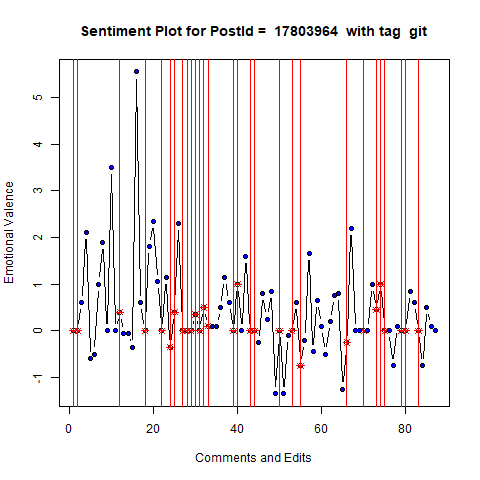 Sentiment Plot for PostId = 17803964 with tag git
Emotional Valence
5
4
3
2
1
0
-1
0 20 40 60 80
Comments and Edits